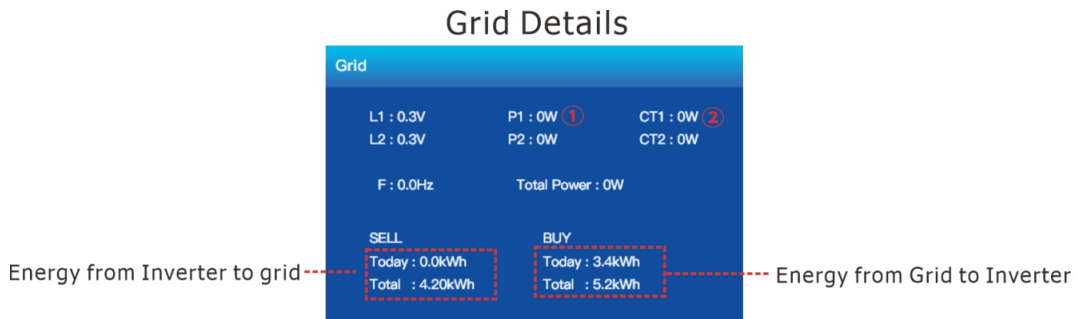 Grid Details
Grid
L1 : 0.3V P1 : 0W ① CT1 : 0W ②
L2 : 0.3V P2 : 0W CT2 : 0W
F : 0.0Hz Total Power : 0W
SELL BUY
Today : 0.0kWh Today : 3.4kWh
Energy from Inverter to grid Energy from Grid to Inverter
Total : 4.20kWh Total : 5.2kWh